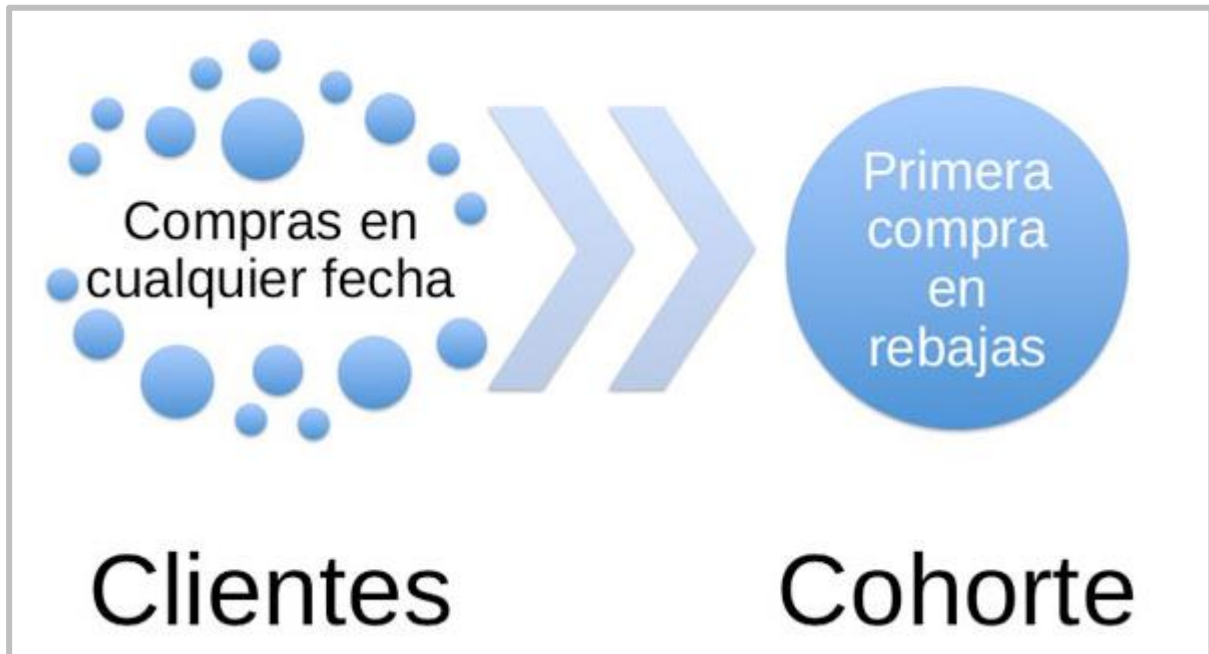 Compras en
cualquier fecha
Primera
compra
en
rebajas
Clientes
Cohorte